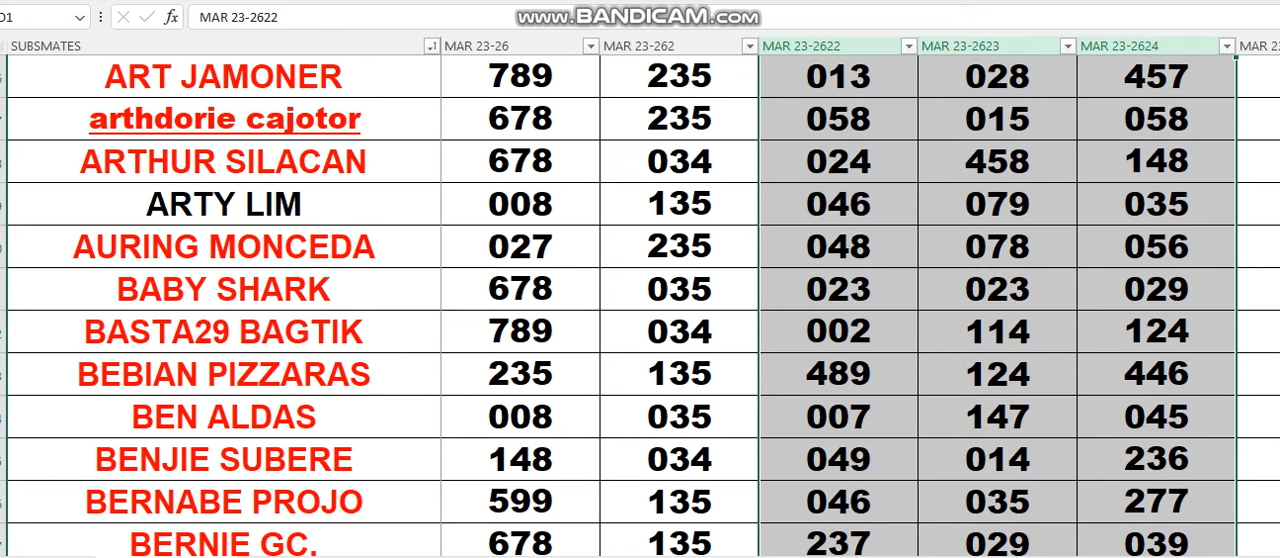 D1 fx MAR 23-2622
www.BANDICAM.com
SUBSMATES MAR 23-26 MAR 23-262 MAR 23-2622 MAR 23-2623 MAR 23-2624 MAR 23
ART JAMONER 789 235 013 028 457
arthdorie cajotor 678 235 058 015 058
ARTHUR SILACAN 678 034 024 458 148
ARTY LIM 008 135 046 079 035
AURING MONCEDA 027 235 048 078 056
BABY SHARK 678 035 023 023 029
BASTA29 BAGTIK 789 034 002 114 124
BEBIAN PIZZARAS 235 135 489 124 446
BEN ALDAS 008 035 007 147 045
BENJIE SUBERE 148 034 049 014 236
BERNABE PROJO 599 135 046 035 277
BERNIE GC. 678 135 237 029 039